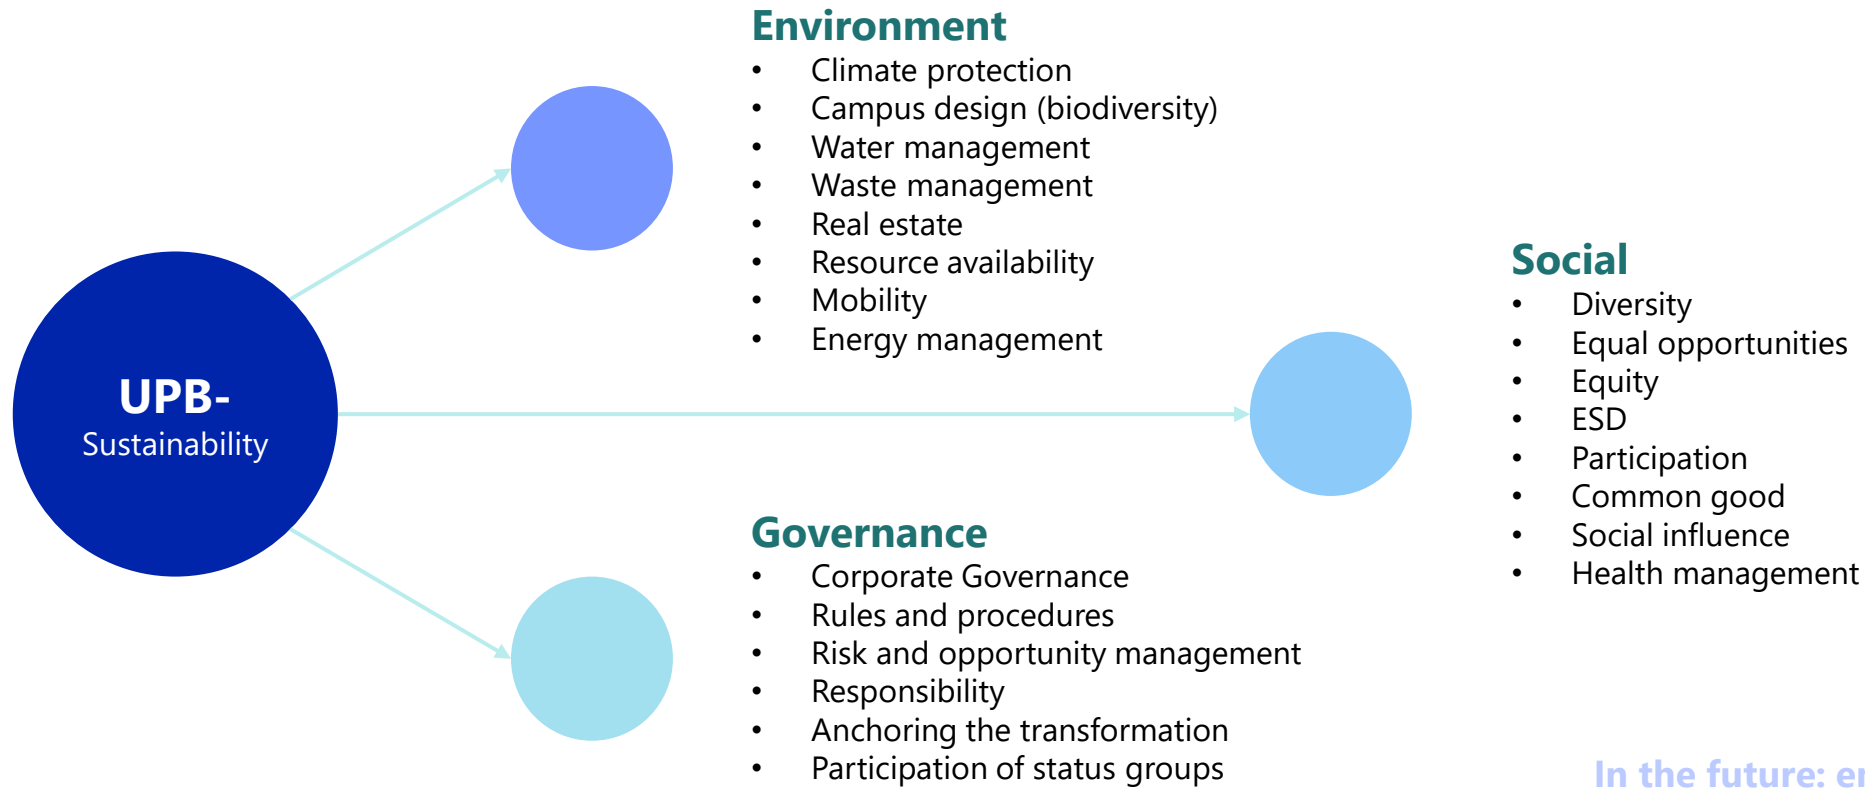 UPB-
Sustainability
Environment
• Climate protection
• Campus design (biodiversity)
• Water management
• Waste management
• Real estate
• Resource availability
• Mobility
• Energy management
Social
• Diversity
• Equal opportunities
• Equity
• ESD
• Participation
• Common good
• Social influence
• Health management
Governance
• Corporate Governance
• Rules and procedures
• Risk and opportunity management
• Responsibility
• Anchoring the transformation
• Participation of status groups
In the future: